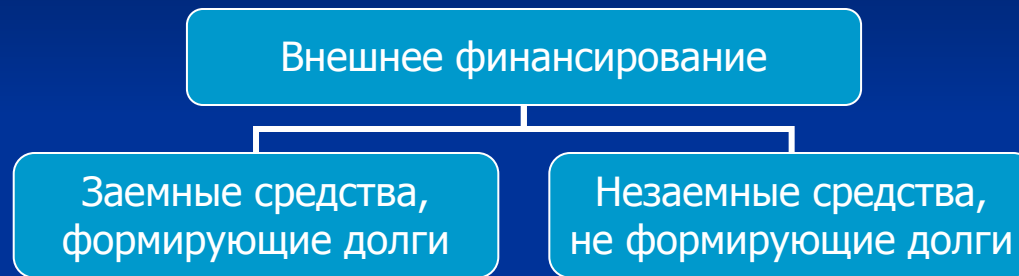 Внешнее финансирование
Заемные средства,
формирующие долги
Незаемные средства,
не формирующие долги